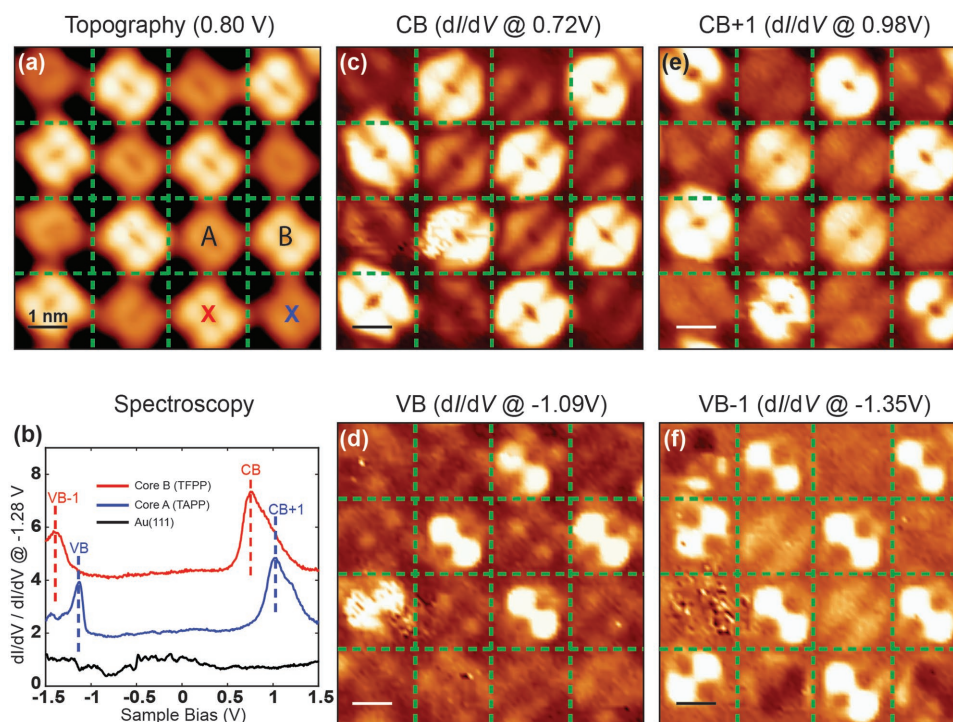 Topography (0.80 V)
CB (dI/dV @ 0.72V)
CB+1 (dI/dV @ 0.98V)
(a)
(c)
(e)
A
B
X
X
1 nm
Spectroscopy
VB (dI/dV @ -1.09V)
VB-1 (dI/dV @ -1.35V)
(b)
(d)
(f)
dI/dV / dI/dV @ -1.28 V
8
6
4
2
0
VB-1
VB
CB
CB+1
Core B (TFPP)
Core A (TAPP)
Au(111)
-1.5 -1 -0.5 0 0.5 1 1.5
Sample Bias (V)